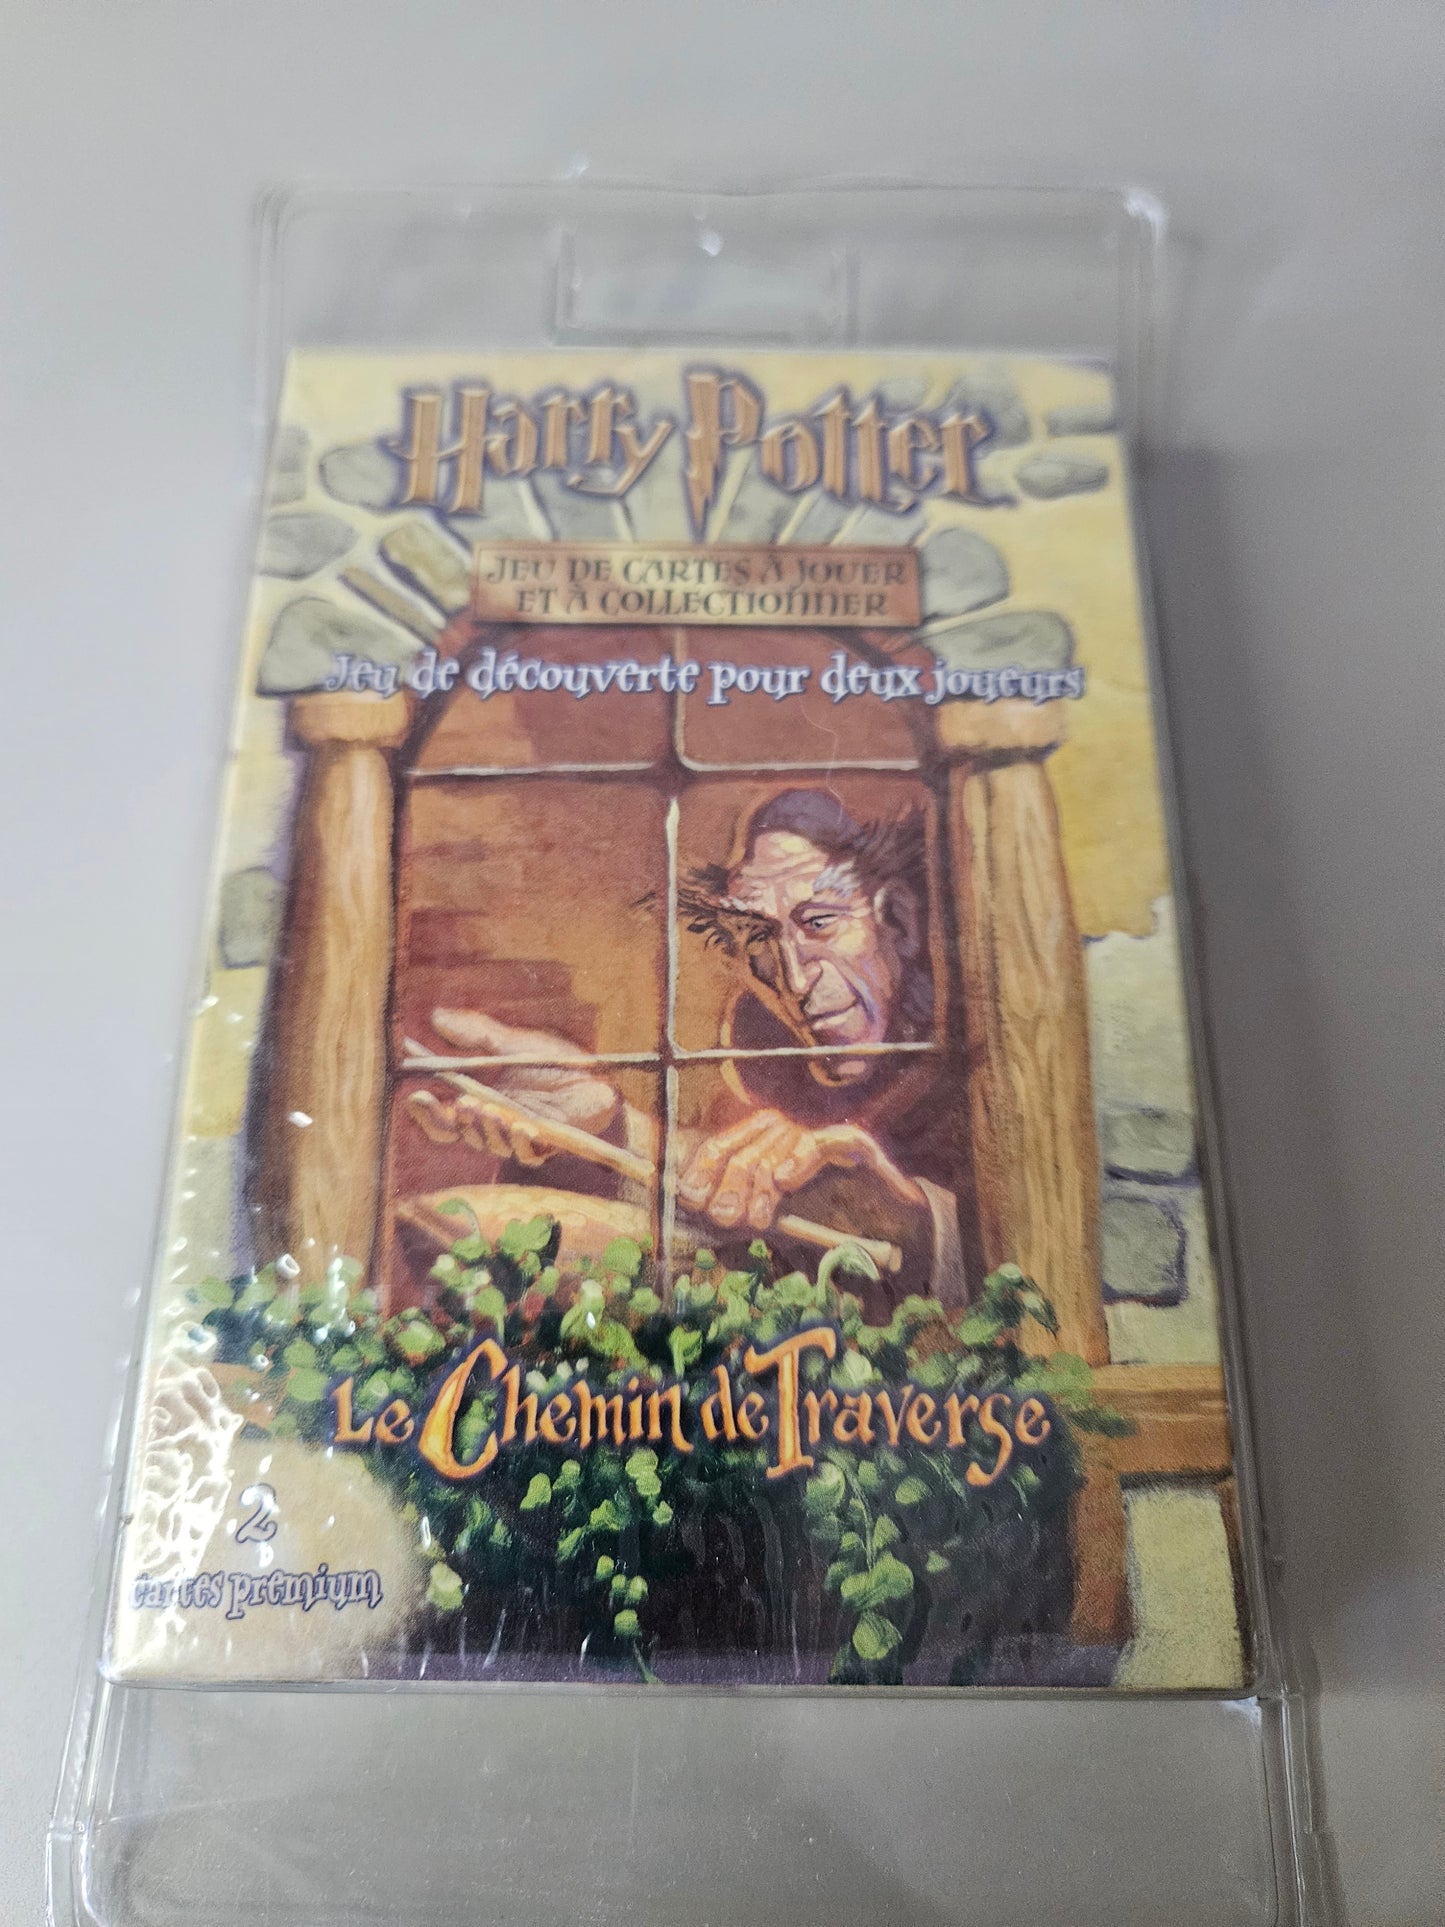 Harry Potter
JEU DE CARTES À JOUER
ET À COLLECTIONNER
Jeu de découverte pour deux joueurs
Le Chemin de Traverse
2
cartes premium